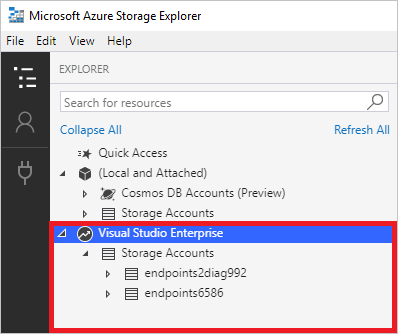 Microsoft Azure Storage Explorer
File Edit View Help
EXPLORER
Search for resources
Collapse All Refresh All
Quick Access
(Local and Attached)
Cosmos DB Accounts (Preview)
Storage Accounts
Visual Studio Enterprise
Storage Accounts
endpoints2diag992
endpoints6586